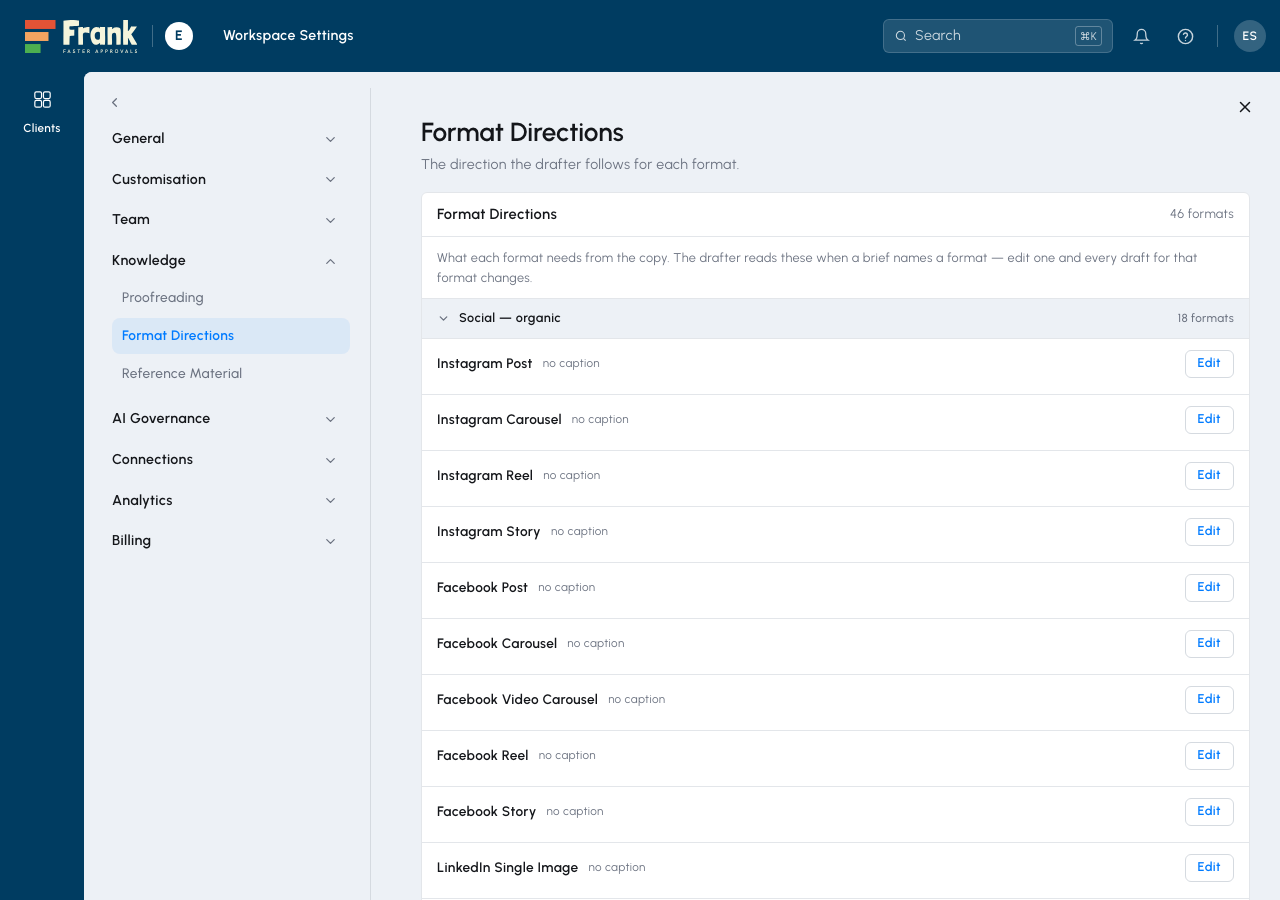 Frank
FASTER APPROVALS
E
Workspace Settings
Search
⌘K
ES
Clients
General
Customisation
Team
Knowledge
Proofreading
Format Directions
Reference Material
AI Governance
Connections
Analytics
Billing
Format Directions
The direction the drafter follows for each format.
Format Directions
46 formats
What each format needs from the copy. The drafter reads these when a brief names a format — edit one and every draft for that
format changes.
Social — organic
18 formats
Instagram Post no caption
Edit
Instagram Carousel no caption
Edit
Instagram Reel no caption
Edit
Instagram Story no caption
Edit
Facebook Post no caption
Edit
Facebook Carousel no caption
Edit
Facebook Video Carousel no caption
Edit
Facebook Reel no caption
Edit
Facebook Story no caption
Edit
LinkedIn Single Image no caption
Edit